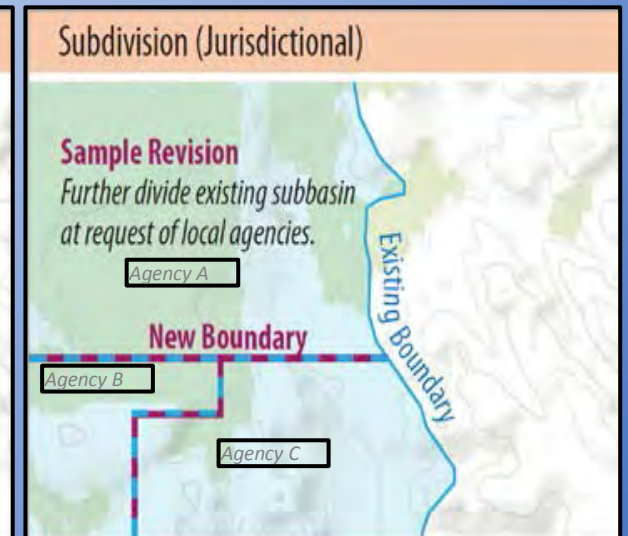 Subdivision (Jurisdictional)
Sample Revision
Further divide existing subbasin
at request of local agencies.
Agency A
Existing Boundary
New Boundary
Agency B
Agency C